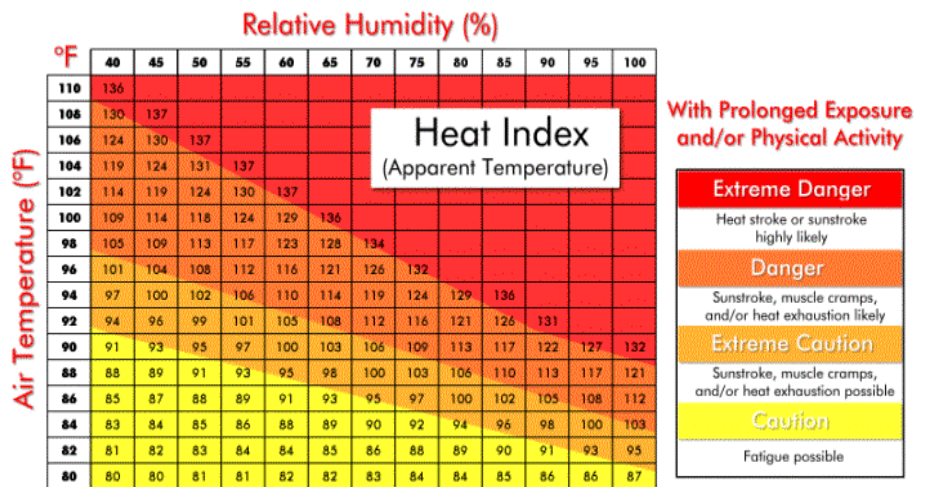 Relative Humidity (%)
°F 40 45 50 55 60 65 70 75 80 85 90 95 100
110 136
108 130 137
106 124 130 137
104 119 124 131 137
102 114 119 124 130 137
100 109 114 118 124 129 136
98 105 109 113 117 123 128 134
96 101 104 108 112 116 121 126 132
94 97 100 102 106 110 114 119 124 129 136
92 94 96 99 101 105 108 112 116 121 126 131
90 91 93 95 97 100 103 106 109 113 117 122 127 132
88 88 89 91 93 95 98 100 103 106 110 113 117 121
86 85 87 88 89 91 93 95 97 100 102 105 108 112
84 83 84 85 86 88 89 90 92 94 96 98 100 103
82 81 82 83 84 84 85 86 88 89 90 91 93 95
80 80 80 81 81 82 82 83 84 84 85 86 86 87
Air Temperature (°F)
Heat Index
(Apparent Temperature)
With Prolonged Exposure
and/or Physical Activity
Extreme Danger
Heat stroke or sunstroke
highly likely
Danger
Sunstroke, muscle cramps,
and/or heat exhaustion likely
Extreme Caution
Sunstroke, muscle cramps,
and/or heat exhaustion possible
Caution
Fatigue possible